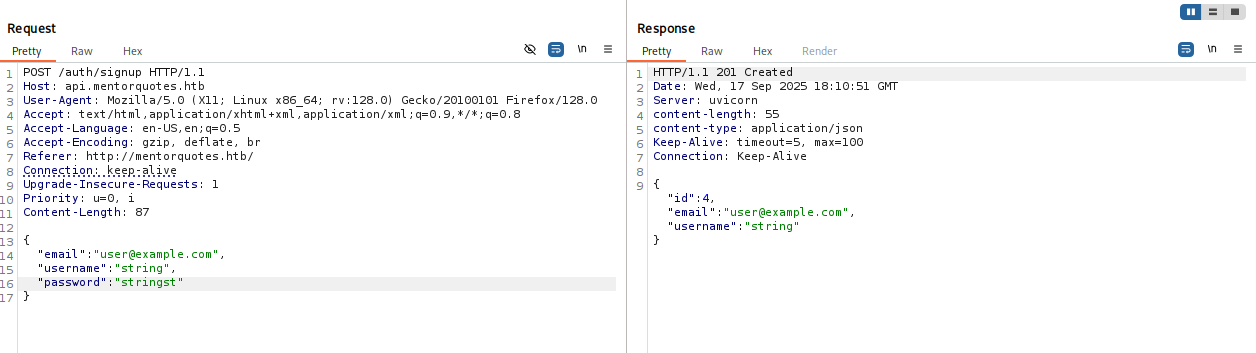 Request
Pretty Raw Hex \n
1 POST /auth/signup HTTP/1.1
2 Host: api.mentorquotes.htb
3 User-Agent: Mozilla/5.0 (X11; Linux x86_64; rv:128.0) Gecko/20100101 Firefox/128.0
4 Accept: text/html,application/xhtml+xml,application/xml;q=0.9,*/*;q=0.8
5 Accept-Language: en-US,en;q=0.5
6 Accept-Encoding: gzip, deflate, br
7 Referer: http://mentorquotes.htb/
8 Connection: keep-alive
9 Upgrade-Insecure-Requests: 1
10 Priority: u=0, i
11 Content-Length: 87
12
13 {
14 "email":"user@example.com",
15 "username":"string",
16 "password":"stringst"
17 }
Response
Pretty Raw Hex Render \n
1 HTTP/1.1 201 Created
2 Date: Wed, 17 Sep 2025 18:10:51 GMT
3 Server: uvicorn
4 content-length: 55
5 content-type: application/json
6 Keep-Alive: timeout=5, max=100
7 Connection: Keep-Alive
8
9 {
"id":4,
"email":"user@example.com",
"username":"string"
}